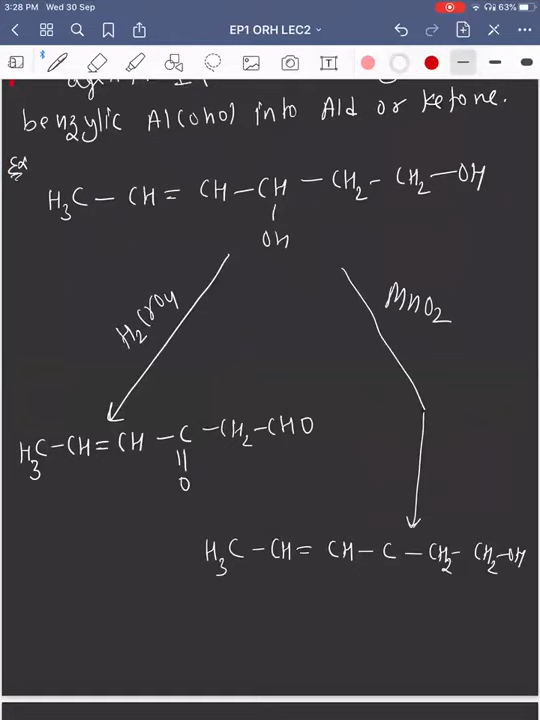 3:28 PM Wed 30 Sep
63%
EP1 ORH LEC2
benzylic Alcohol into Ald or ketone.
Ex
H3C — CH = CH — CH — CH2 — CH2 — OH
OH
H2CrO4
MnO2
H3C — CH = CH — C — CH2 — CHO
O
H3C — CH = CH — C — CH2 — CH2 — OH